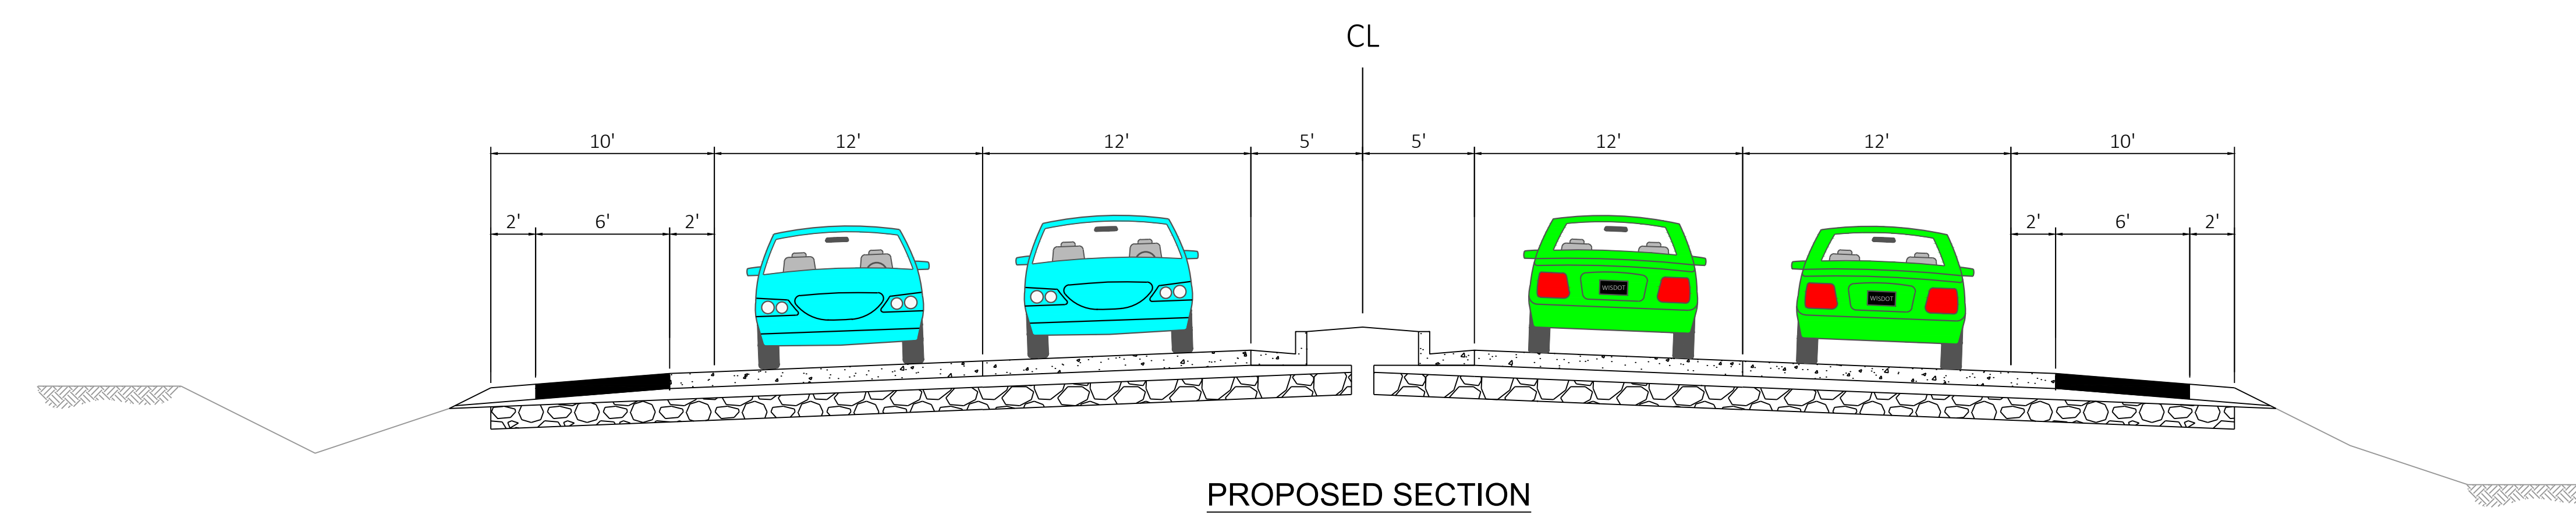 CL
10' 12' 12' 5' 5' 12' 12' 10'
2' 6' 2' 2' 6' 2'
WISDOT WISDOT
PROPOSED SECTION